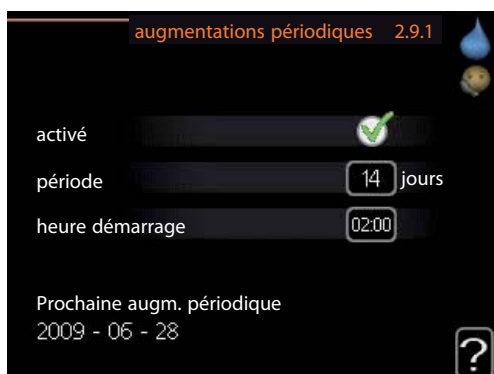 augmentations périodiques 2.9.1
activé
période 14 jours
heure démarrage 02:00
Prochaine augm. périodique
2009 - 06 - 28
?